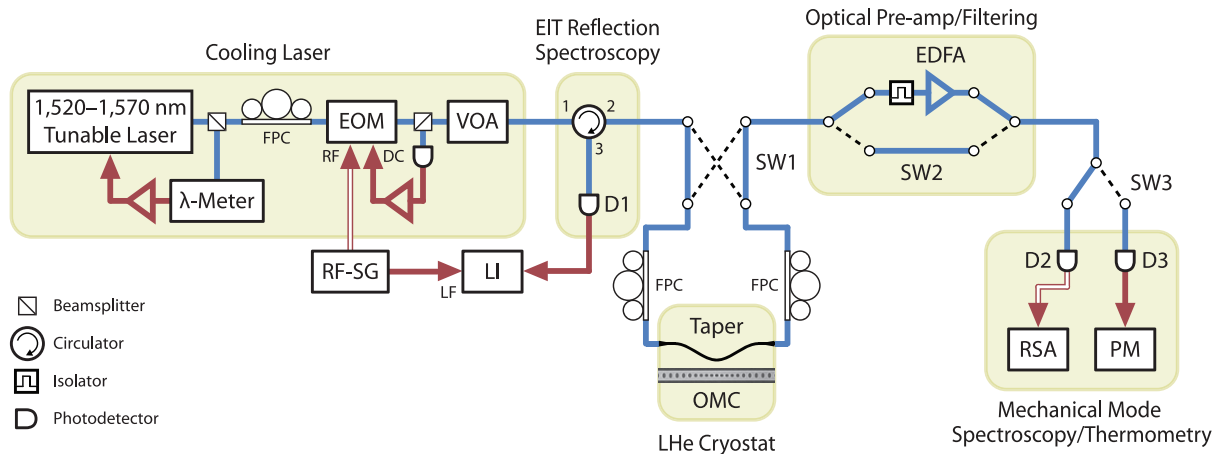 Cooling Laser
1,520–1,570 nm
Tunable Laser
FPC
EOM
RF
DC
VOA
λ-Meter
RF-SG
LF
LI
EIT Reflection
Spectroscopy
1
2
3
D1
SW1
Optical Pre-amp/Filtering
EDFA
SW2
SW3
FPC
FPC
Taper
OMC
LHe Cryostat
D2
D3
RSA
PM
Mechanical Mode
Spectroscopy/Thermometry
Beamsplitter
Circulator
Isolator
Photodetector